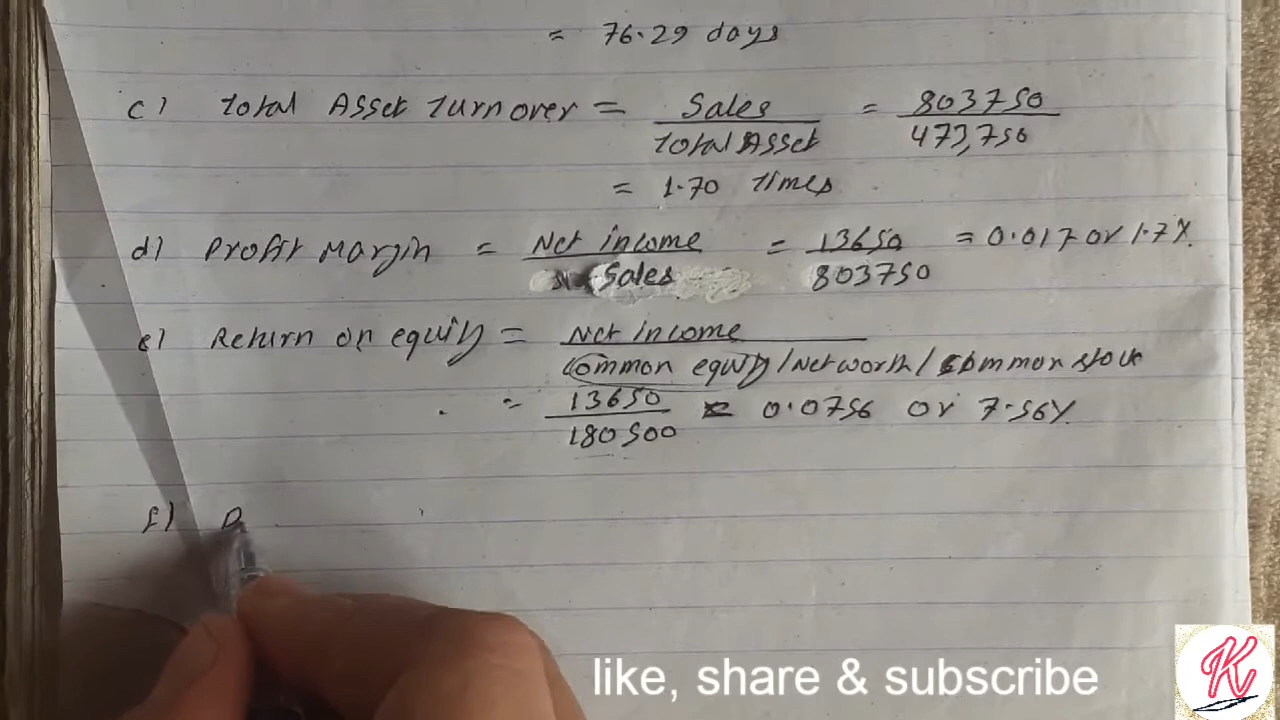 = 76.29 days
c) Total Asset Turnover = Sales / Total Asset = 803750 / 473,750
= 1.70 Times
d) Profit Margin = Net income / Sales = 13650 / 803750 = 0.017 or 1.7%.
e) Return on equity = Net income / Common equity/Networth/Common stock
= 13650 / 180500 = 0.0756 or 7.56%.
f) D
like, share & subscribe
K